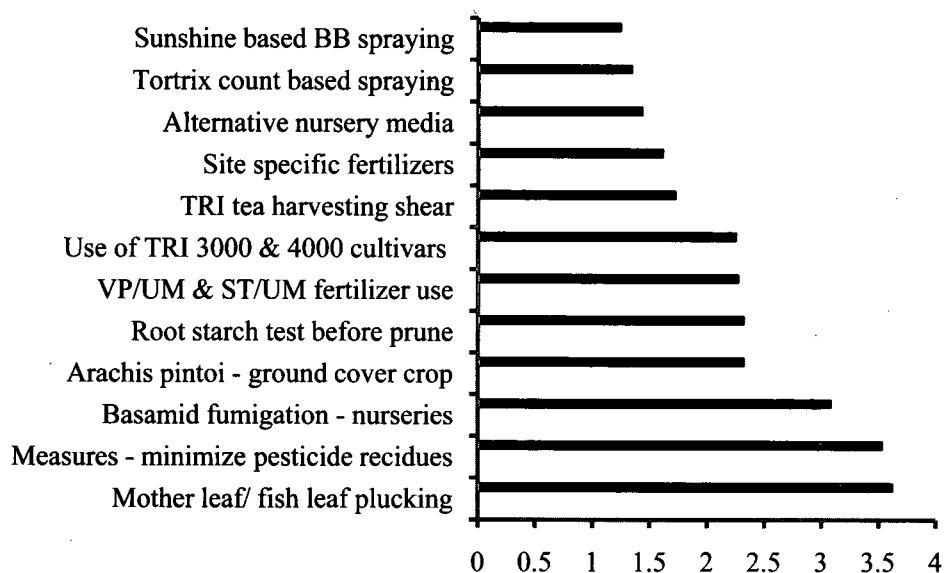 Sunshine based BB spraying
Tortrix count based spraying
Alternative nursery media
Site specific fertilizers
TRI tea harvesting shear
Use of TRI 3000 & 4000 cultivars
VP/UM & ST/UM fertilizer use
Root starch test before prune
Arachis pintoi - ground cover crop
Basamid fumigation - nurseries
Measures - minimize pesticide recidues
Mother leaf/ fish leaf plucking
0 0.5 1 1.5 2 2.5 3 3.5 4